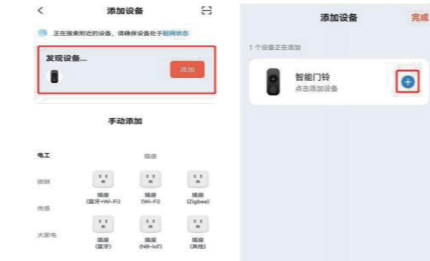 添加设备
正在搜索附近的设备，请确保设备处于配网状态
发现设备...
添加
手动添加
电工
插座
照明
插座
(蓝牙+Wi-Fi)
插座
(Wi-Fi)
插座
(Zigbee)
传感
大家电
插座
(蓝牙)
插座
(NB-IoT)
插座
(其他)
添加设备
完成
1 个设备正在添加
智能门铃
点击添加设备